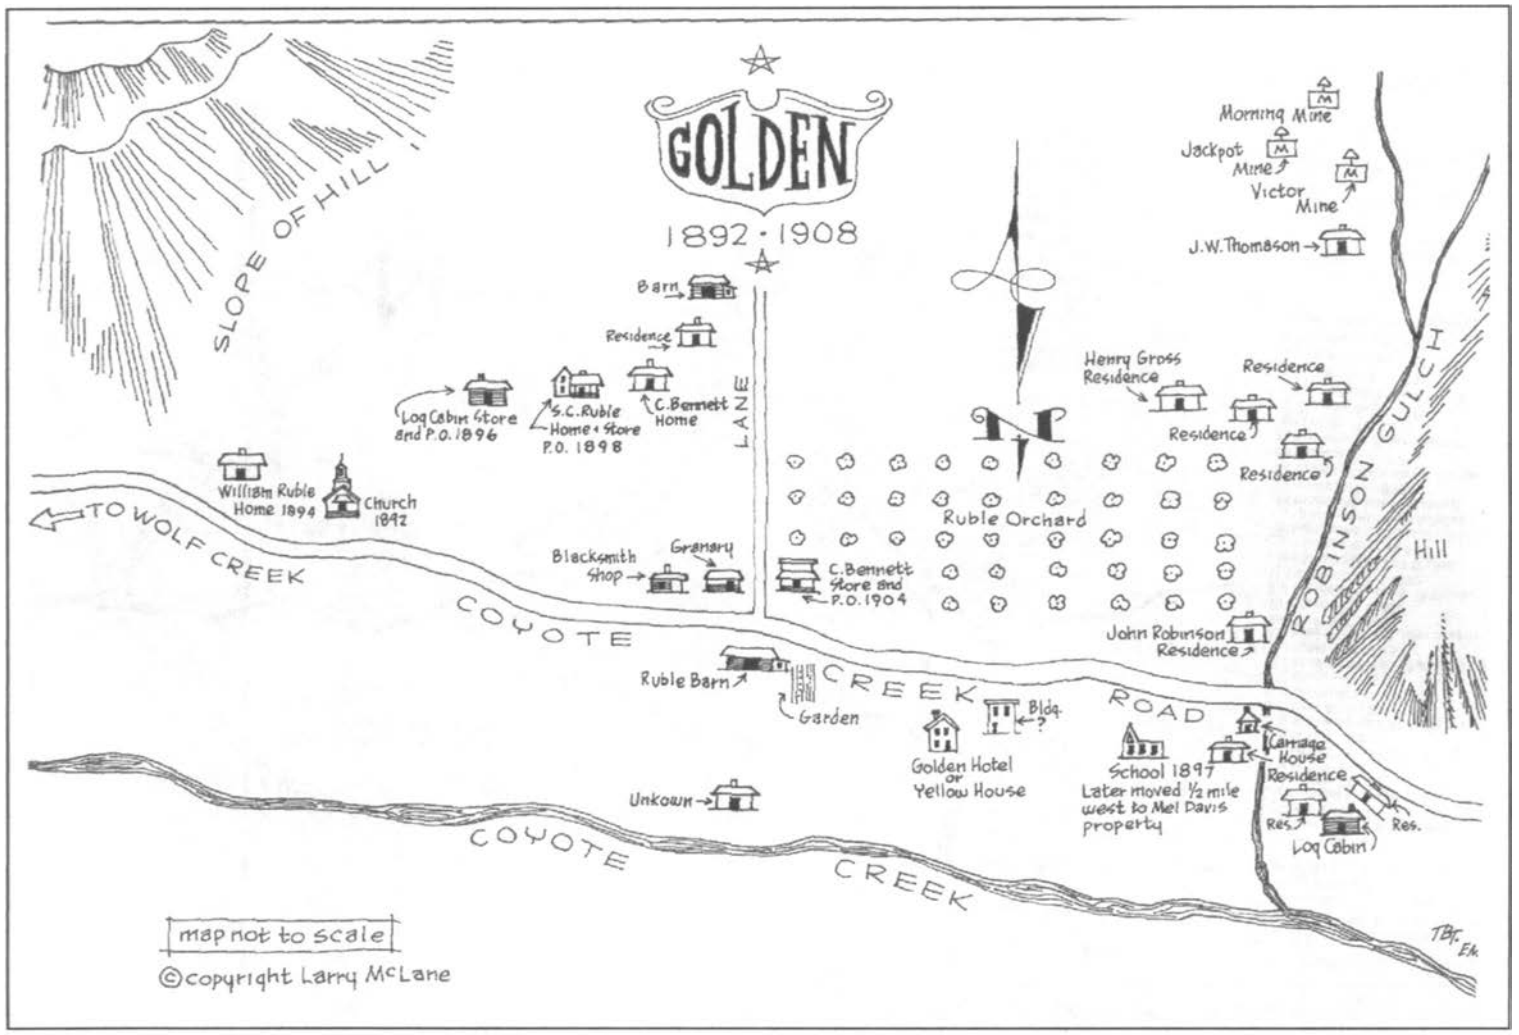 GOLDEN
1892 · 1908
SLOPE OF HILL
Morning Mine
Jackpot
Mine
Victor
Mine
J.W. Thomason
Barn
Residence
Log Cabin Store
and P.O. 1896
S.C. Ruble
Home + Store
P.O. 1898
C. Bennett
Home
LANE
N
Henry Gross
Residence
Residence
Residence
Residence
ROBINSON GULCH
Hill
William Ruble
Home 1894
Church
1892
TO WOLF CREEK
Ruble Orchard
Blacksmith
Shop
Granary
C. Bennett
Store and
P.O. 1904
COYOTE CREEK ROAD
John Robinson
Residence
Ruble Barn
Garden
Golden Hotel
or
Yellow House
Bldg.
?
School 1897
Later moved 1/2 mile
west to Mel Davis
property
Carriage
House
Residence
Res.
Log Cabin
Res.
Unkown
COYOTE CREEK
map not to scale
© copyright Larry McLane
TBT.